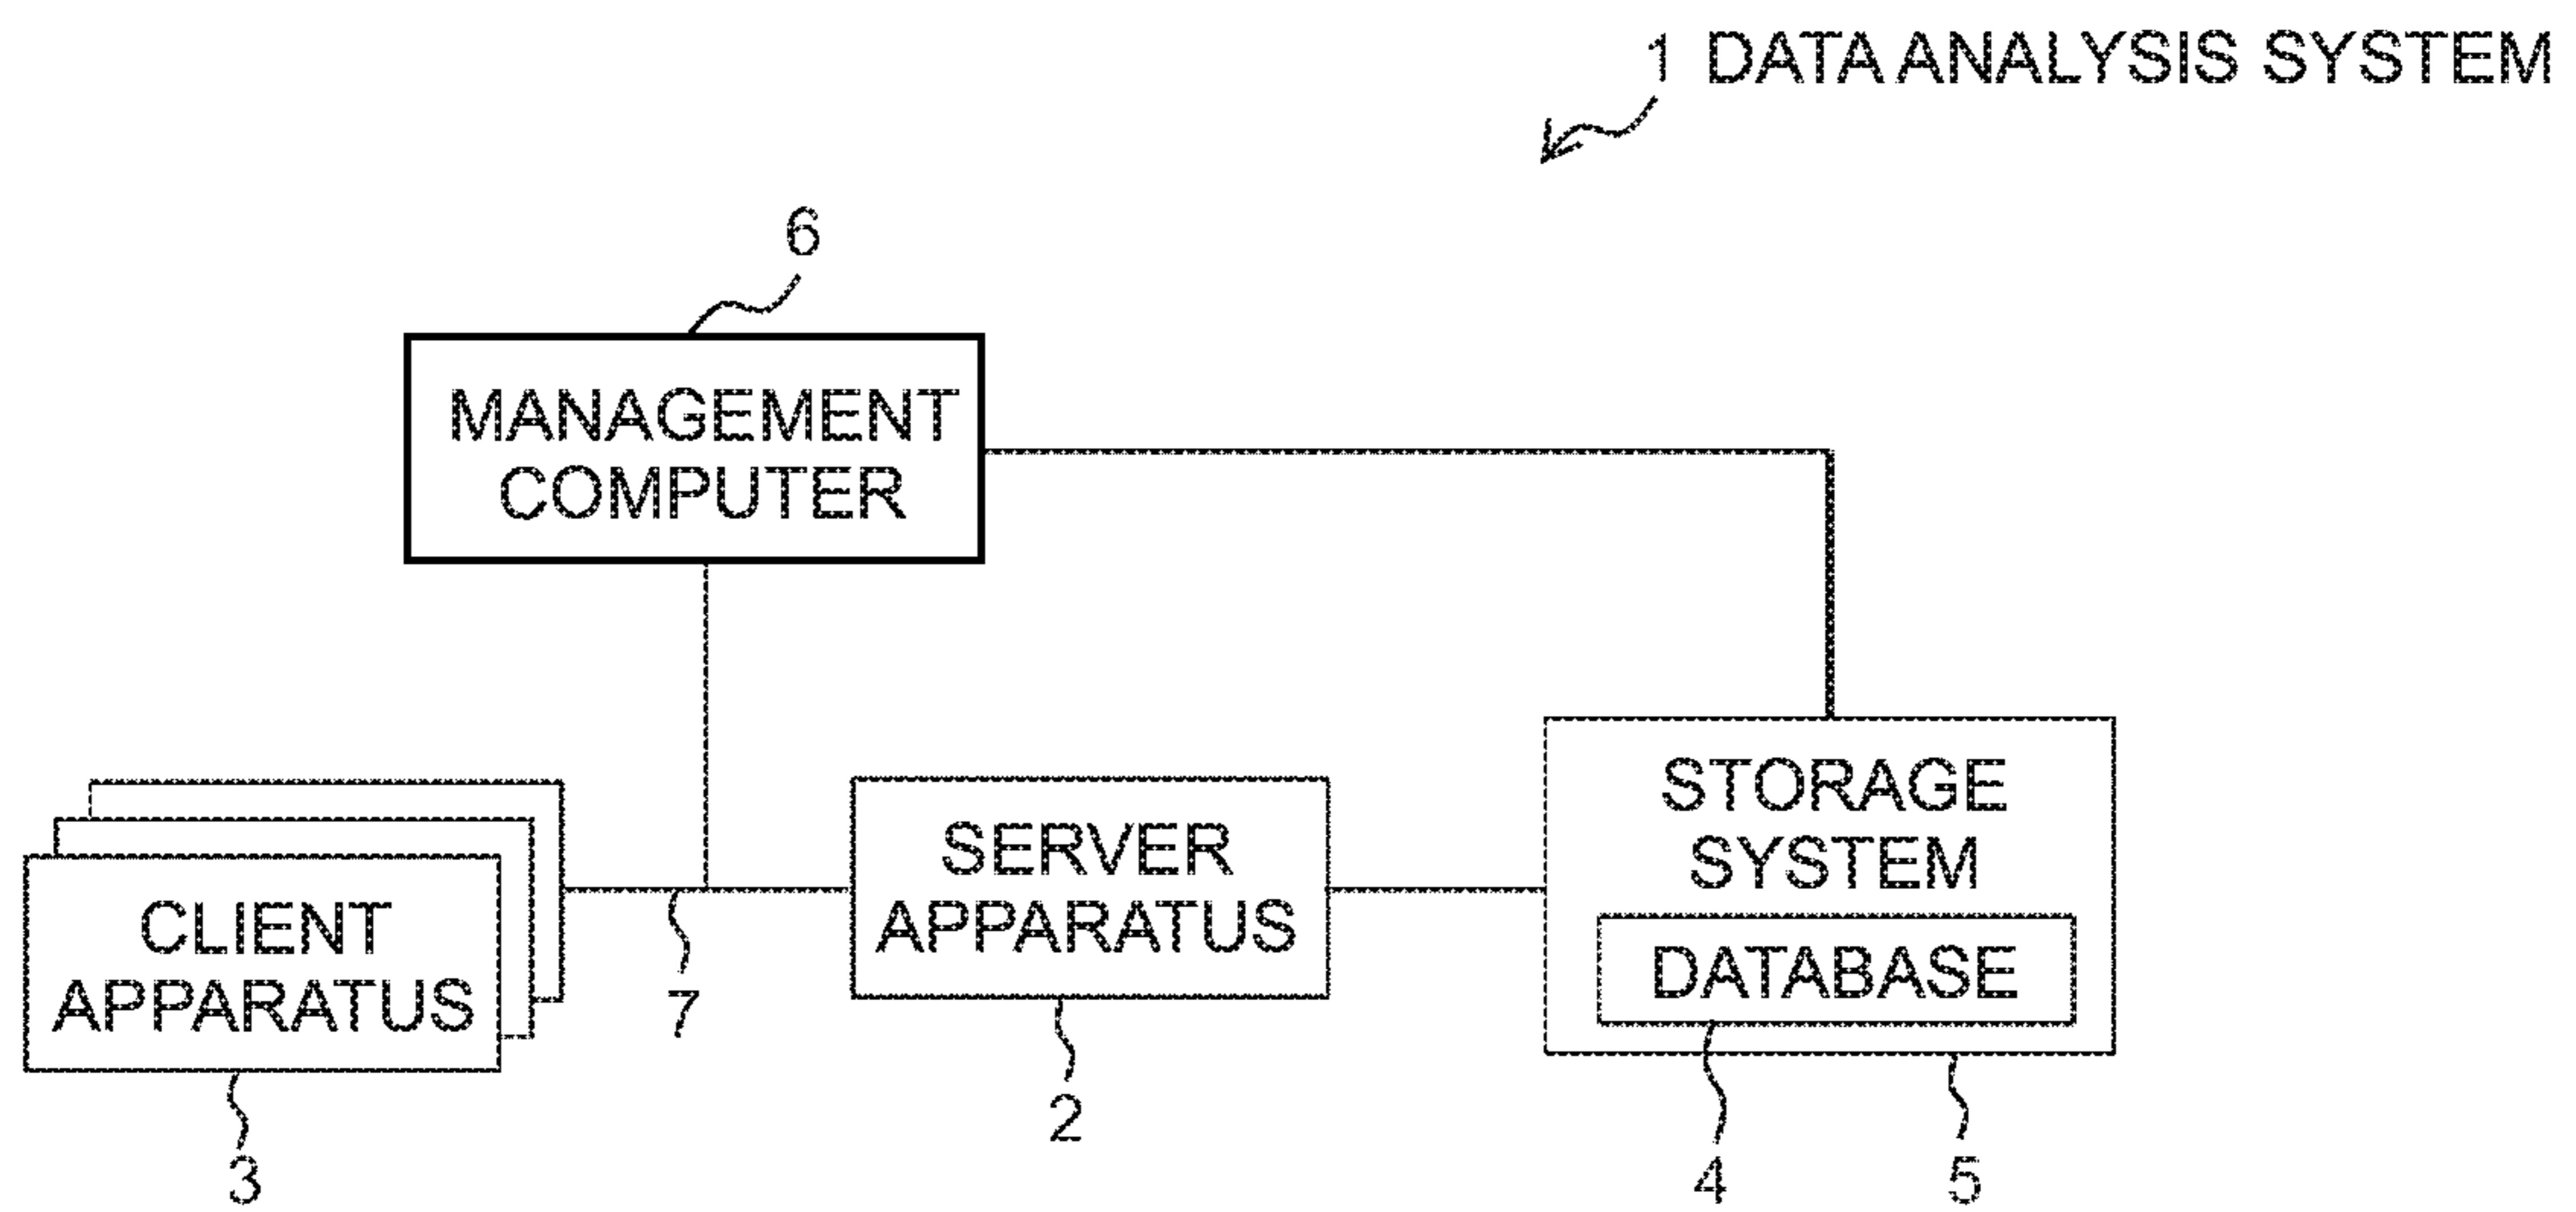 1 DATA ANALYSIS SYSTEM
6
MANAGEMENT
COMPUTER
STORAGE
SYSTEM
DATABASE
SERVER
APPARATUS
CLIENT
APPARATUS
7
2
3
4
5